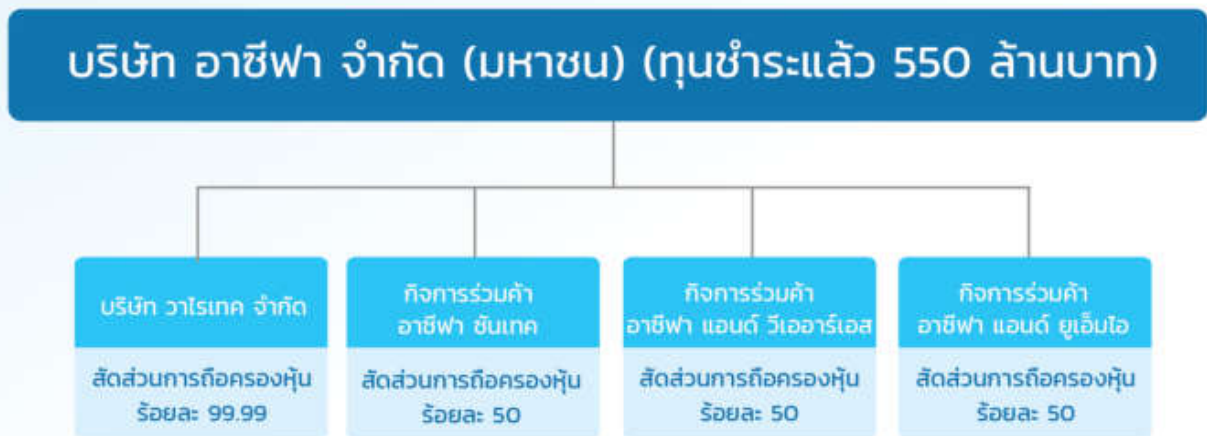 บริษัท อาซีฟา จำกัด (มหาชน) (ทุนชำระแล้ว 550 ล้านบาท)
บริษัท วาไรเทค จำกัด
สัดส่วนการถือครองหุ้น
ร้อยละ 99.99
กิจการร่วมค้า
อาซีฟา ซันเทค
สัดส่วนการถือครองหุ้น
ร้อยละ 50
กิจการร่วมค้า
อาซีฟา แอนด์ วีเออาร์เอส
สัดส่วนการถือครองหุ้น
ร้อยละ 50
กิจการร่วมค้า
อาซีฟา แอนด์ ยูเอ็มไอ
สัดส่วนการถือครองหุ้น
ร้อยละ 50